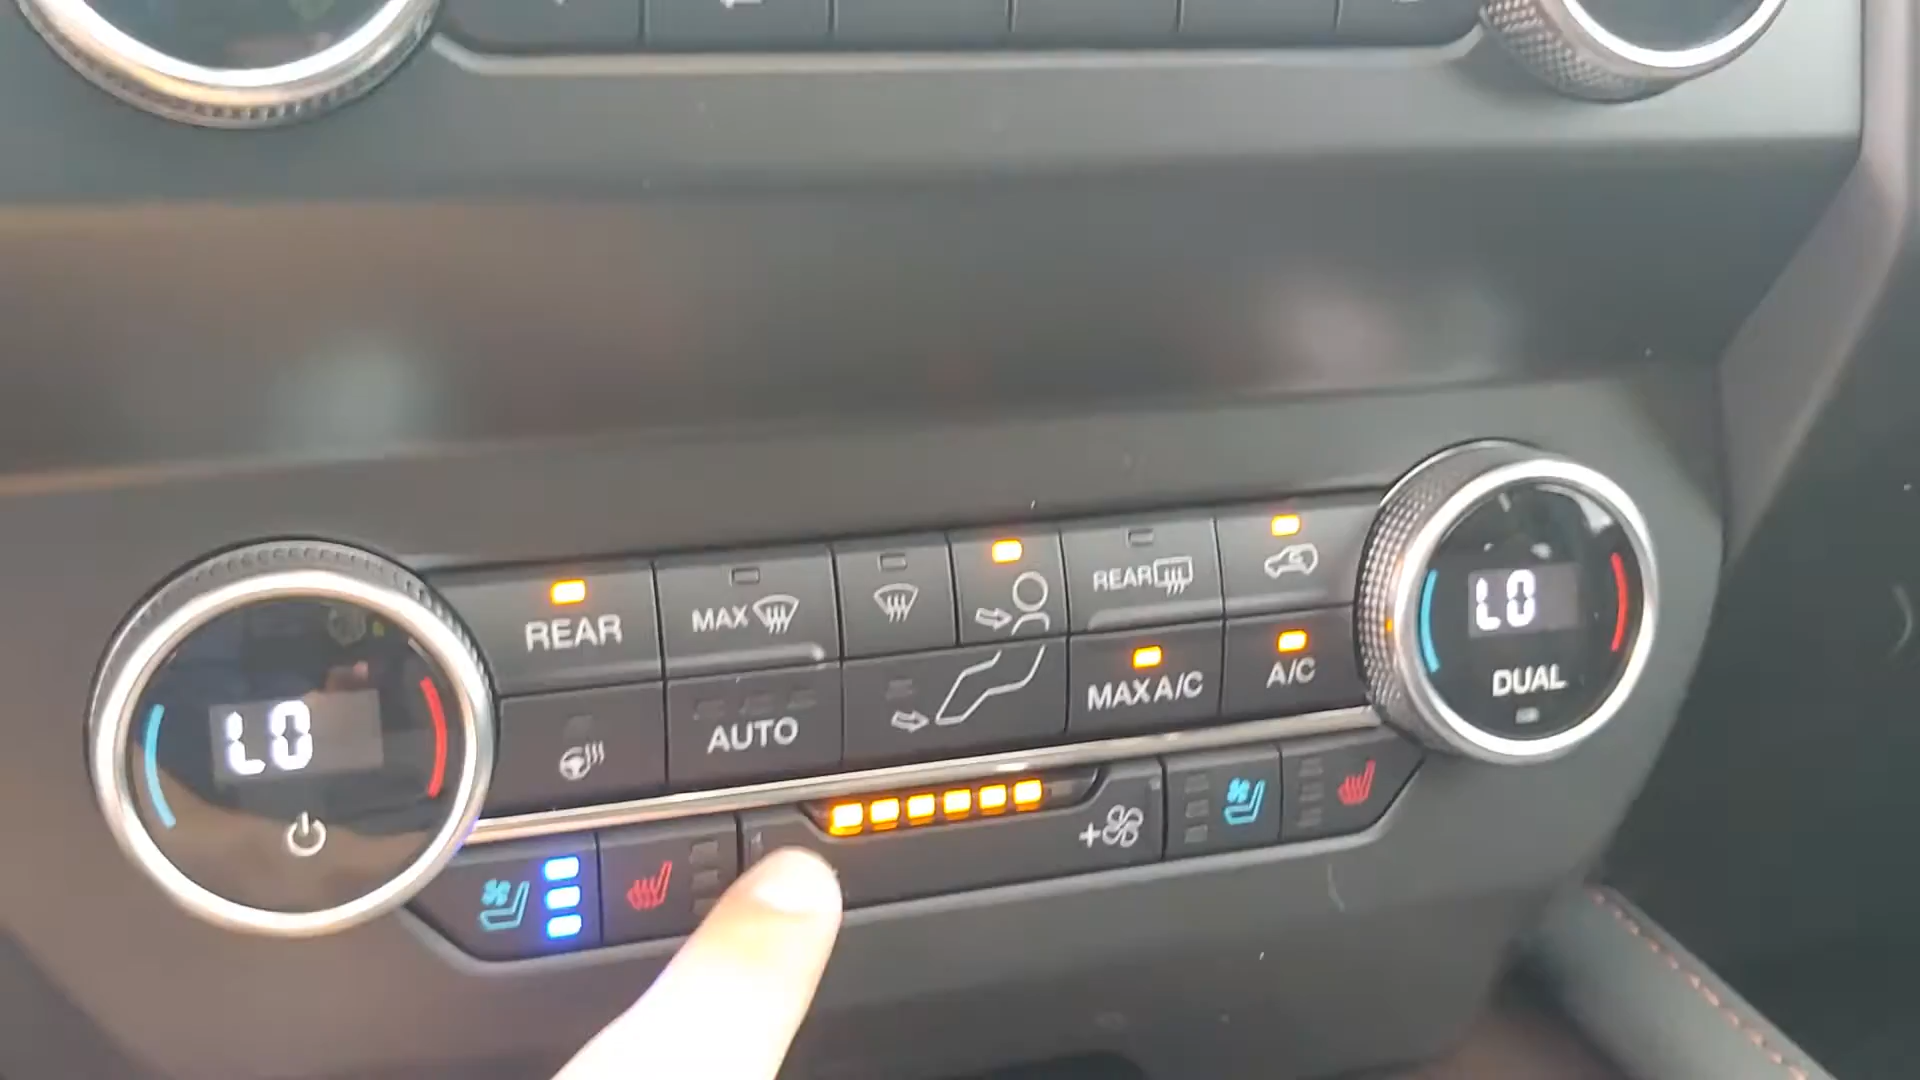 REAR
MAX
REAR
LO
DUAL
AUTO
MAX A/C
A/C
LO
+